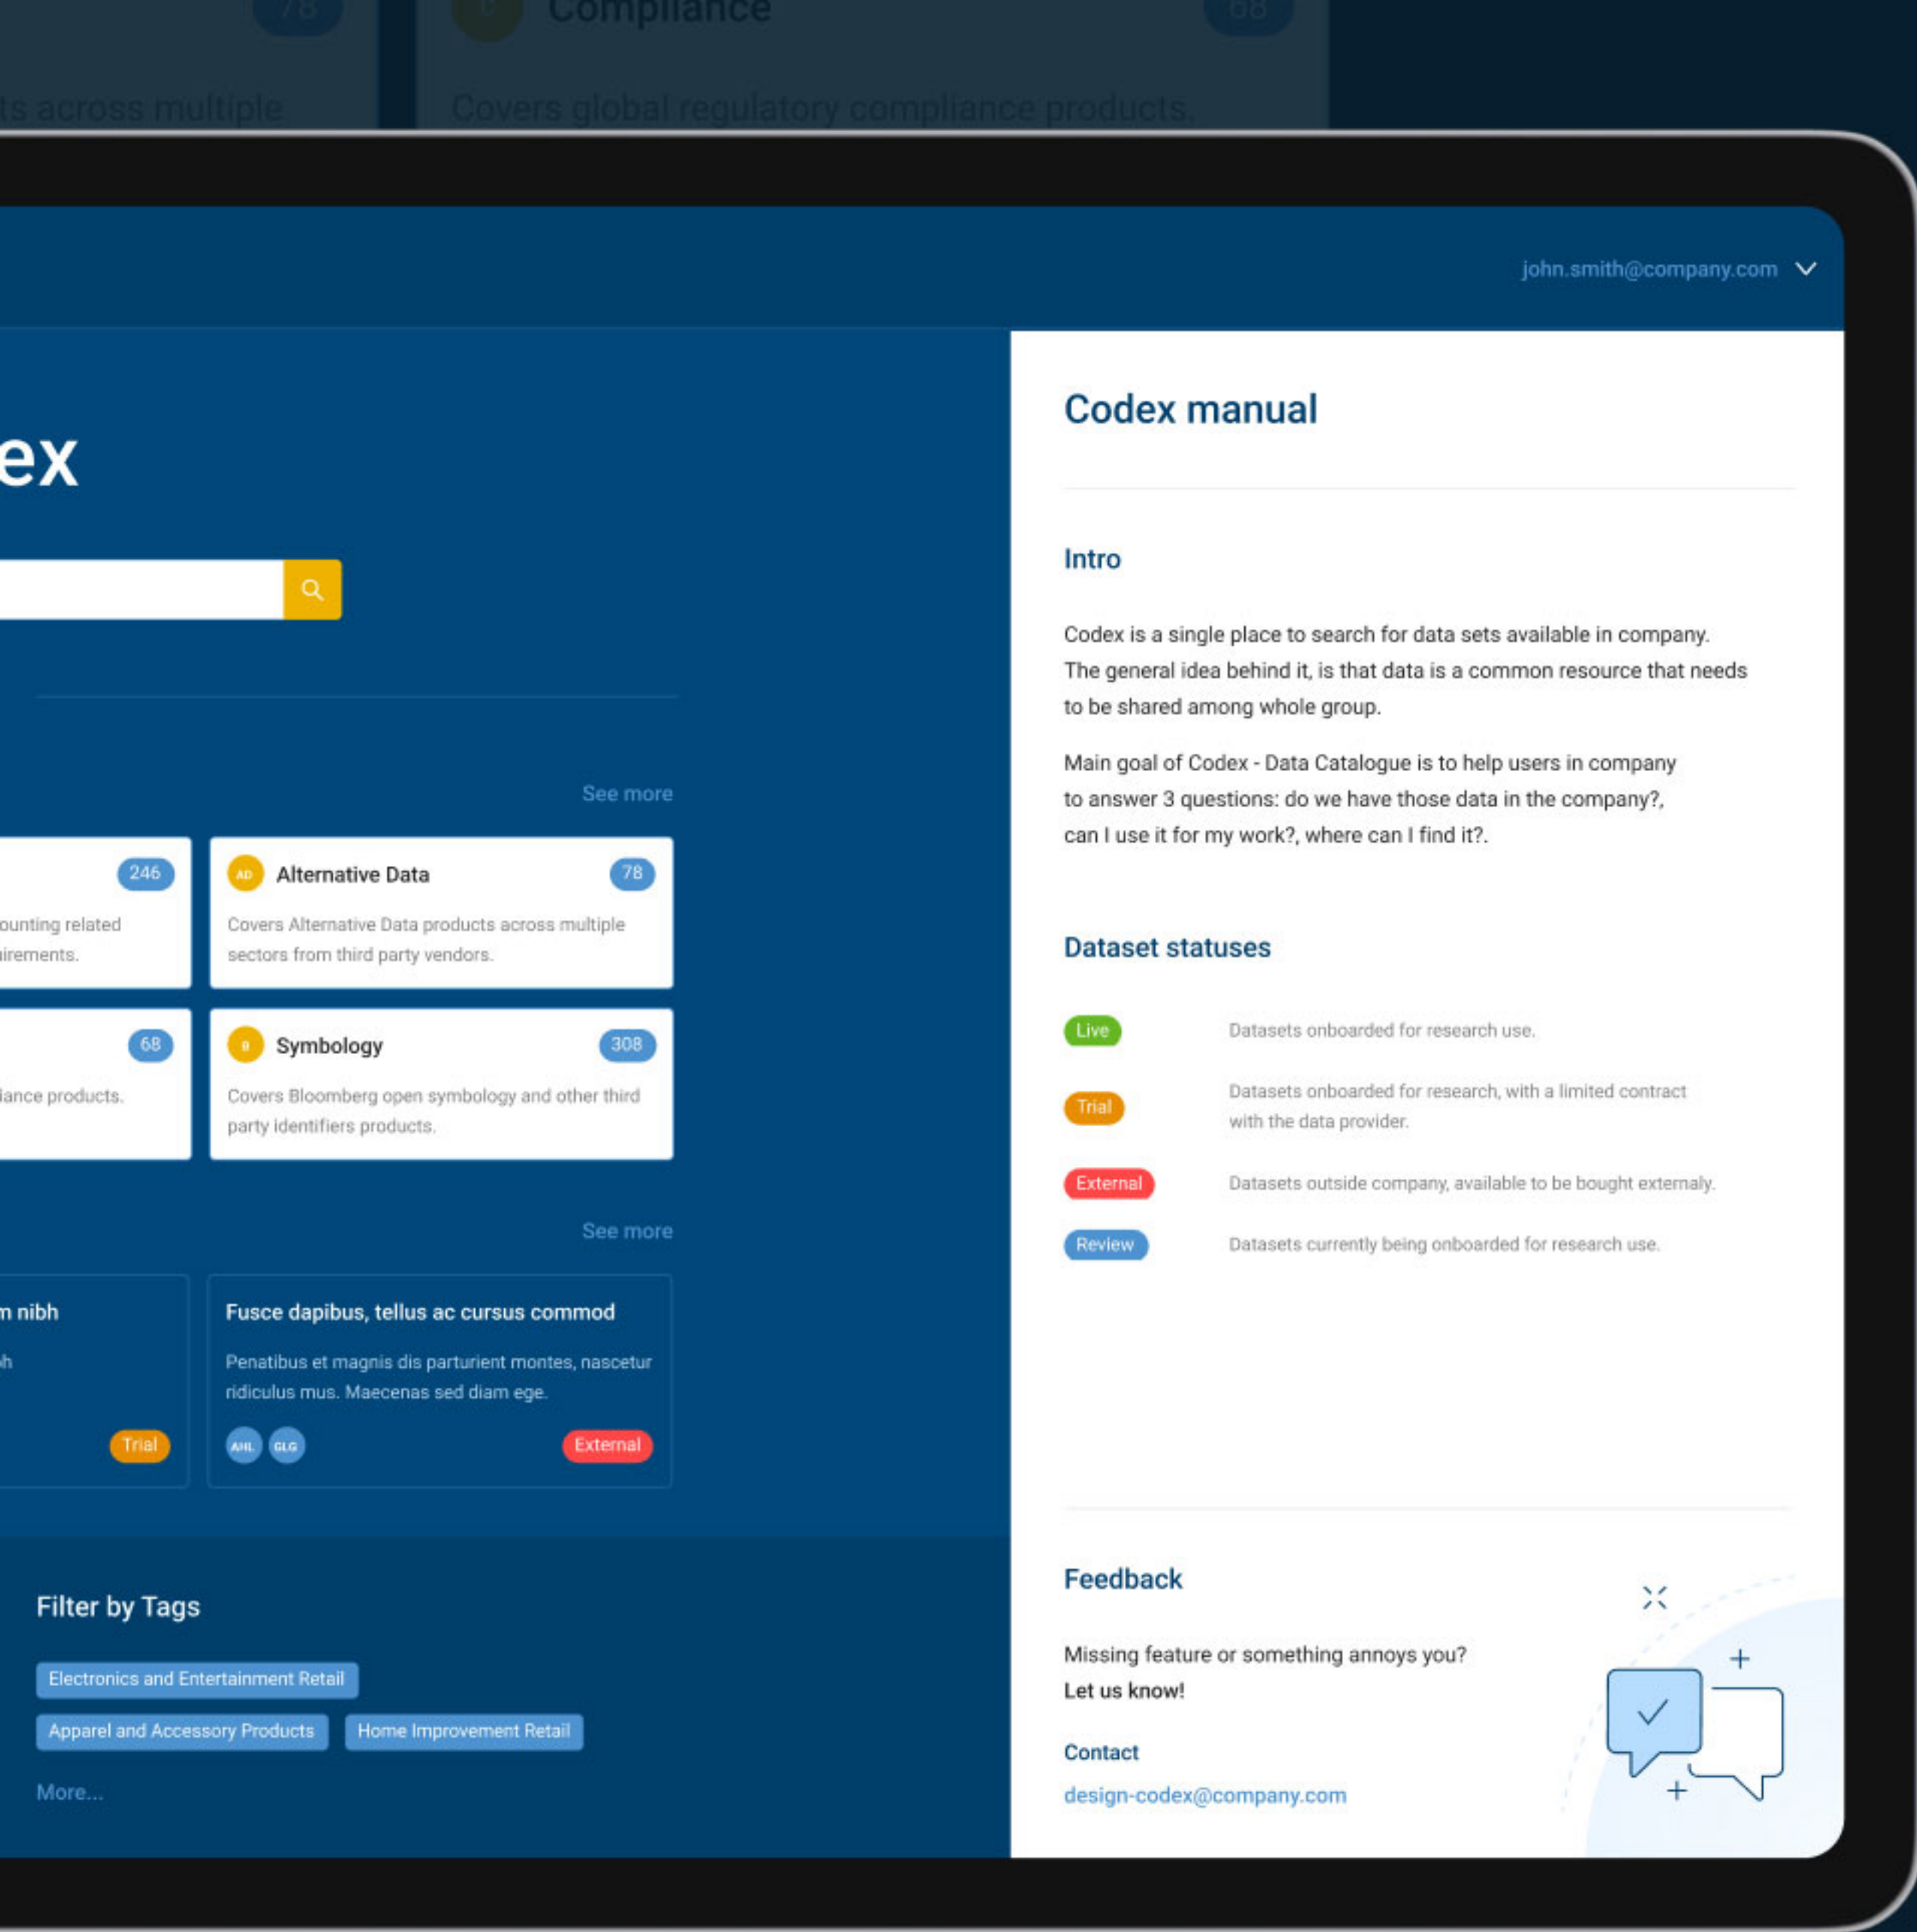 78
C
Compliance
68
ts across multiple
Covers global regulatory compliance products.
john.smith@company.com
ex
See more
246
ounting related
irements.
AD
Alternative Data
78
Covers Alternative Data products across multiple
sectors from third party vendors.
68
iance products.
B
Symbology
308
Covers Bloomberg open symbology and other third
party identifiers products.
See more
m nibh
h
Trial
Fusce dapibus, tellus ac cursus commod
Penatibus et magnis dis parturient montes, nascetur
ridiculus mus. Maecenas sed diam ege.
AHL
GLG
External
Filter by Tags
Electronics and Entertainment Retail
Apparel and Accessory Products
Home Improvement Retail
More...
Codex manual
Intro
Codex is a single place to search for data sets available in company.
The general idea behind it, is that data is a common resource that needs
to be shared among whole group.
Main goal of Codex - Data Catalogue is to help users in company
to answer 3 questions: do we have those data in the company?,
can I use it for my work?, where can I find it?.
Dataset statuses
Live
Datasets onboarded for research use.
Trial
Datasets onboarded for research, with a limited contract
with the data provider.
External
Datasets outside company, available to be bought externaly.
Review
Datasets currently being onboarded for research use.
Feedback
Missing feature or something annoys you?
Let us know!
Contact
design-codex@company.com